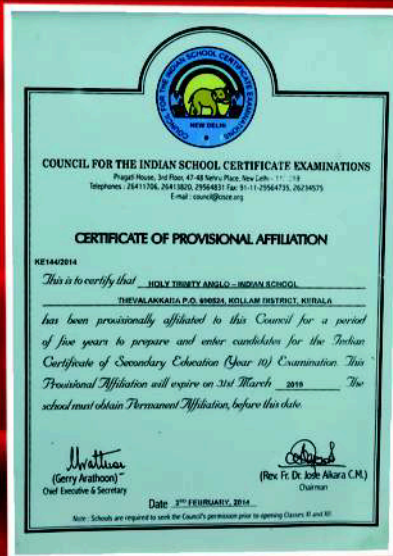 COUNCIL FOR THE INDIAN SCHOOL CERTIFICATE EXAMINATIONS
NEW DELHI
COUNCIL FOR THE INDIAN SCHOOL CERTIFICATE EXAMINATIONS
Pragati House, 3rd Floor, 47-48 Nehru Place, New Delhi -
Telephones : 26411706, 26413820, 29564831 Fax: 91-11-29564735, 26234575
E-mail : council@cisce.org
CERTIFICATE OF PROVISIONAL AFFILIATION
KE144/2014
This is to certify that HOLY TRINITY ANGLO – INDIAN SCHOOL
THEVALAKKARA P.O. 690524, KOLLAM DISTRICT, KERALA
has been provisionally affiliated to this Council for a period
of five years to prepare and enter candidates for the Indian
Certificate of Secondary Education (Year 10) Examination. This
Provisional Affiliation will expire on 31st March 2019 The
school must obtain Permanent Affiliation, before this date.
(Gerry Arathoon)
Chief Executive & Secretary
(Rev. Fr. Dr. Jose Aikara C.M.)
Chairman
Date 3RD FEBRUARY, 2014
Note : Schools are required to seek the Council's permission prior to opening Classes XI and XII